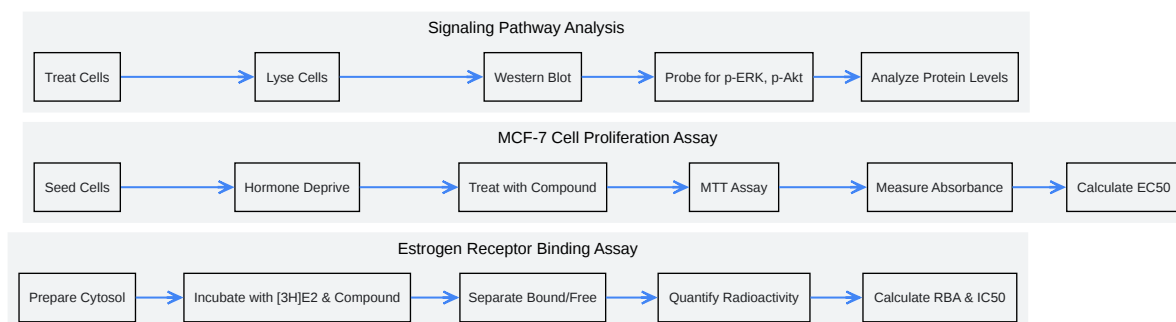 Signaling Pathway Analysis
Treat Cells
Lyse Cells
Western Blot
Probe for p-ERK, p-Akt
Analyze Protein Levels
MCF-7 Cell Proliferation Assay
Seed Cells
Hormone Deprive
Treat with Compound
MTT Assay
Measure Absorbance
Calculate EC50
Estrogen Receptor Binding Assay
Prepare Cytosol
Incubate with [3H]E2 & Compound
Separate Bound/Free
Quantify Radioactivity
Calculate RBA & IC50